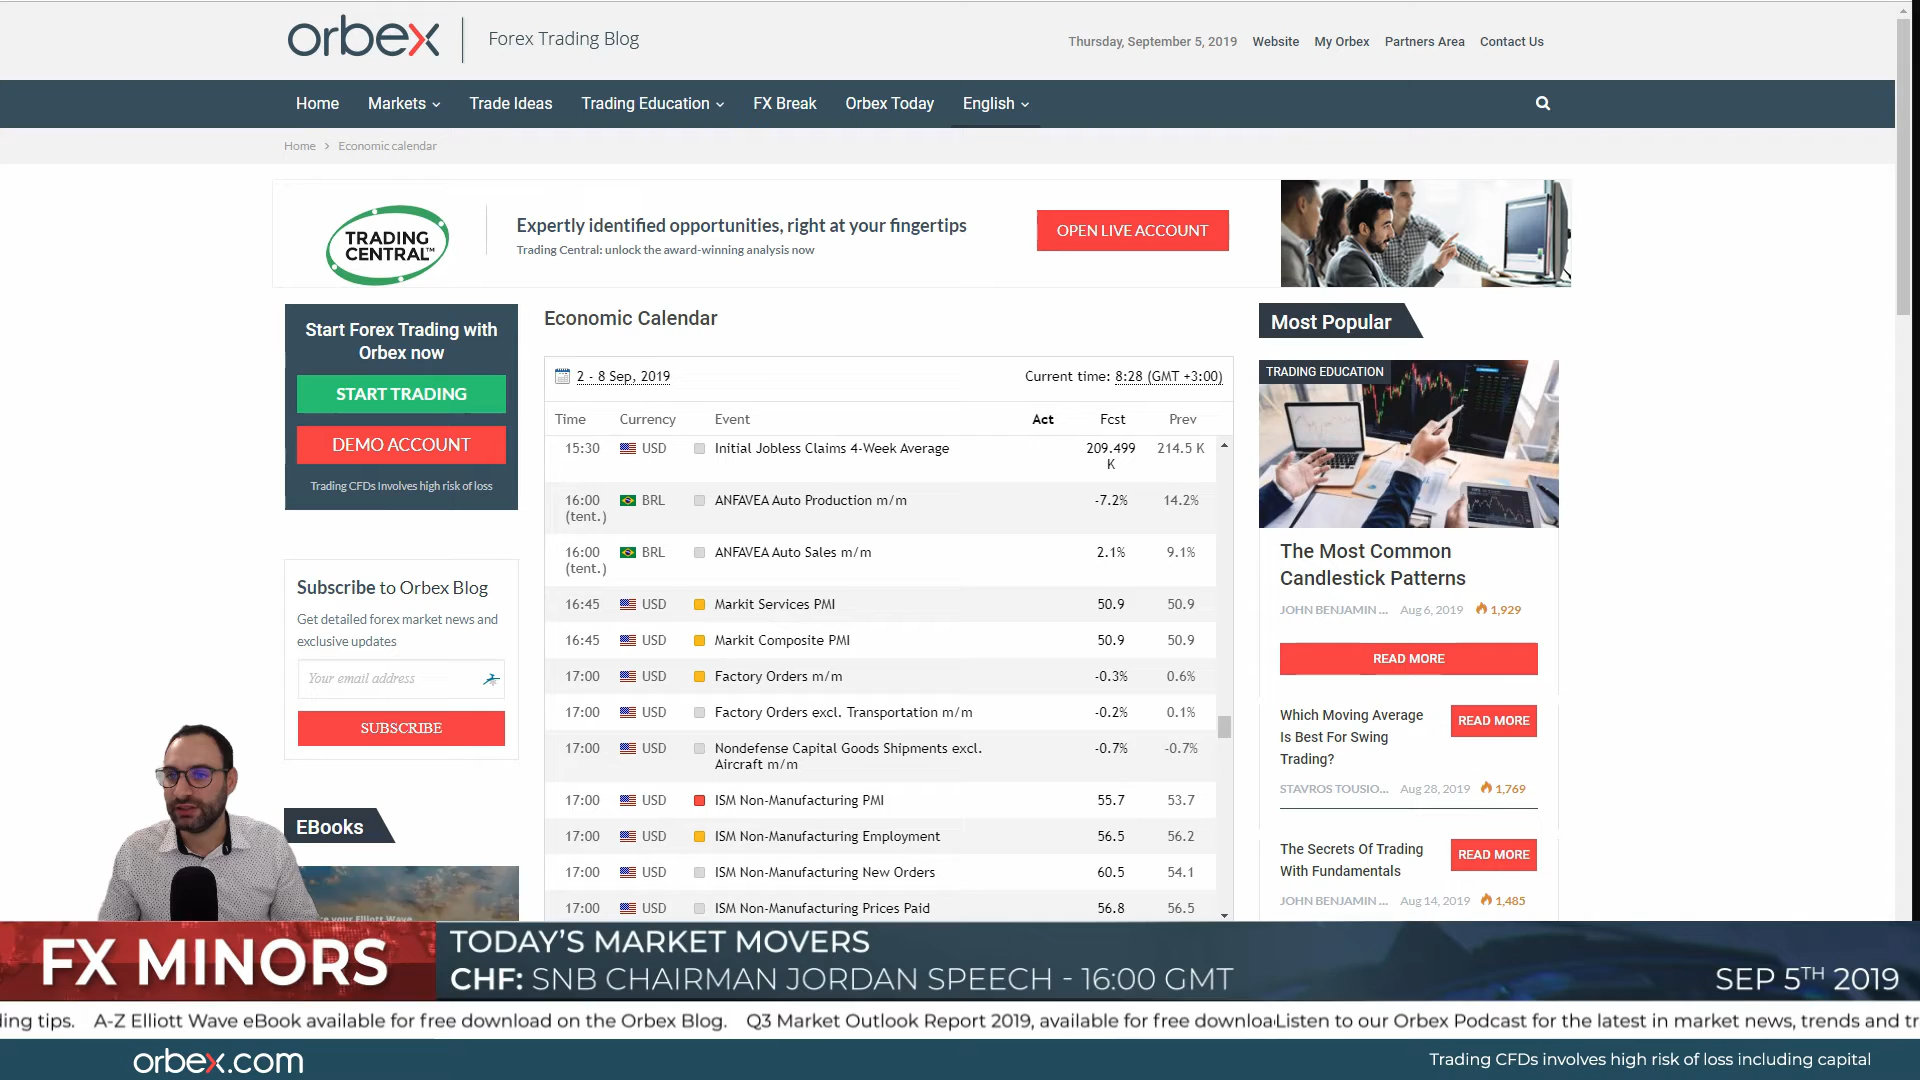 orbex
Forex Trading Blog
Thursday, September 5, 2019 Website My Orbex Partners Area Contact Us
Home Markets Trade Ideas Trading Education FX Break Orbex Today English
Home > Economic calendar
TRADING
CENTRAL™
Expertly identified opportunities, right at your fingertips
Trading Central: unlock the award-winning analysis now
OPEN LIVE ACCOUNT
Start Forex Trading with
Orbex now
START TRADING
DEMO ACCOUNT
Trading CFDs Involves high risk of loss
Subscribe to Orbex Blog
Get detailed forex market news and
exclusive updates
Your email address
SUBSCRIBE
EBooks
e your Elliott Wave
Economic Calendar
2 - 8 Sep, 2019 Current time: 8:28 (GMT +3:00)
Time Currency Event Act Fcst Prev
15:30 USD Initial Jobless Claims 4-Week Average 209.499 214.5 K
K
16:00 BRL ANFAVEA Auto Production m/m -7.2% 14.2%
(tent.)
16:00 BRL ANFAVEA Auto Sales m/m 2.1% 9.1%
(tent.)
16:45 USD Markit Services PMI 50.9 50.9
16:45 USD Markit Composite PMI 50.9 50.9
17:00 USD Factory Orders m/m -0.3% 0.6%
17:00 USD Factory Orders excl. Transportation m/m -0.2% 0.1%
17:00 USD Nondefense Capital Goods Shipments excl. -0.7% -0.7%
Aircraft m/m
17:00 USD ISM Non-Manufacturing PMI 55.7 53.7
17:00 USD ISM Non-Manufacturing Employment 56.5 56.2
17:00 USD ISM Non-Manufacturing New Orders 60.5 54.1
17:00 USD ISM Non-Manufacturing Prices Paid 56.8 56.5
Most Popular
TRADING EDUCATION
The Most Common
Candlestick Patterns
JOHN BENJAMIN ... Aug 6, 2019 1,929
READ MORE
Which Moving Average
Is Best For Swing
Trading?
READ MORE
STAVROS TOUSIO... Aug 28, 2019 1,769
The Secrets Of Trading
With Fundamentals
READ MORE
JOHN BENJAMIN ... Aug 14, 2019 1,485
FX MINORS
TODAY'S MARKET MOVERS
CHF: SNB CHAIRMAN JORDAN SPEECH - 16:00 GMT
SEP 5TH 2019
ding tips. A-Z Elliott Wave eBook available for free download on the Orbex Blog. Q3 Market Outlook Report 2019, available for free downloa Listen to our Orbex Podcast for the latest in market news, trends and tr
orbex.com
Trading CFDs involves high risk of loss including capital